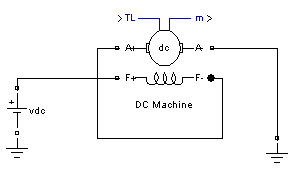 TL m
A+ dc A-
F+ F-
DC Machine
+
vdc